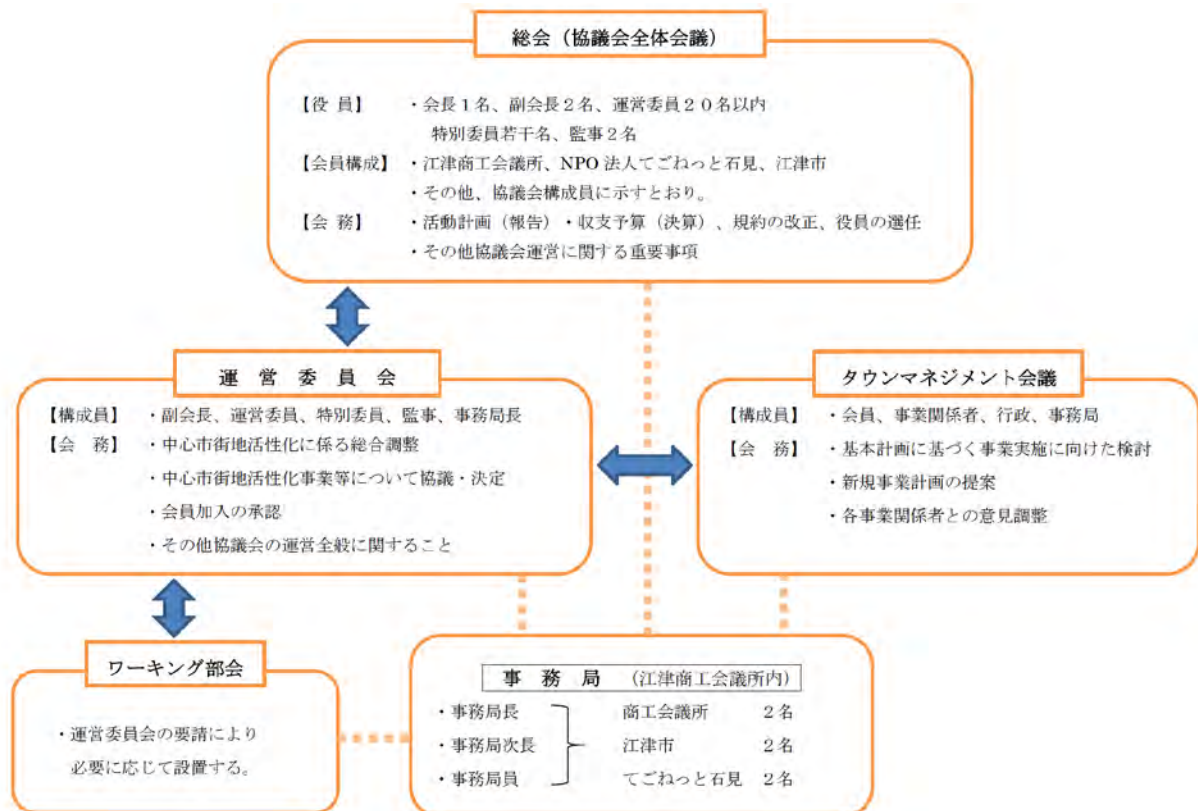 総会（協議会全体会議）
【役 員】 ・会長１名、副会長２名、運営委員２０名以内
特別委員若干名、監事２名
【会員構成】 ・江津商工会議所、NPO 法人てごねっと石見、江津市
・その他、協議会構成員に示すとおり。
【会 務】 ・活動計画（報告）・収支予算（決算）、規約の改正、役員の選任
・その他協議会運営に関する重要事項
運 営 委 員 会
【構成員】 ・副会長、運営委員、特別委員、監事、事務局長
【会　務】 ・中心市街地活性化に係る総合調整
・中心市街地活性化事業等について協議・決定
・会員加入の承認
・その他協議会の運営全般に関すること
タウンマネジメント会議
【構成員】 ・会員、事業関係者、行政、事務局
【会　務】 ・基本計画に基づく事業実施に向けた検討
・新規事業計画の提案
・各事業関係者との意見調整
ワーキング部会
・運営委員会の要請により
必要に応じて設置する。
事 務 局 （江津商工会議所内）
・事務局長 商工会議所 ２名
・事務局次長 江津市 ２名
・事務局員 てごねっと石見 ２名